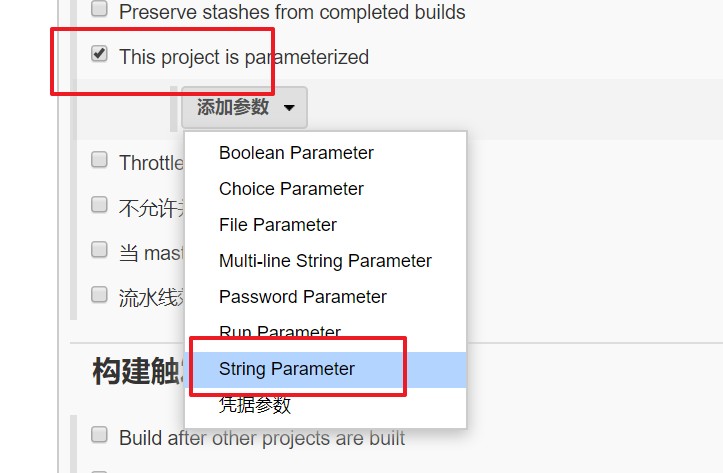 Preserve stashes from completed builds
This project is parameterized
添加参数
Boolean Parameter
Choice Parameter
File Parameter
Multi-line String Parameter
Password Parameter
Run Parameter
String Parameter
凭据参数
Throttle
不允许
当 mast
流水线
构建触
Build after other projects are built